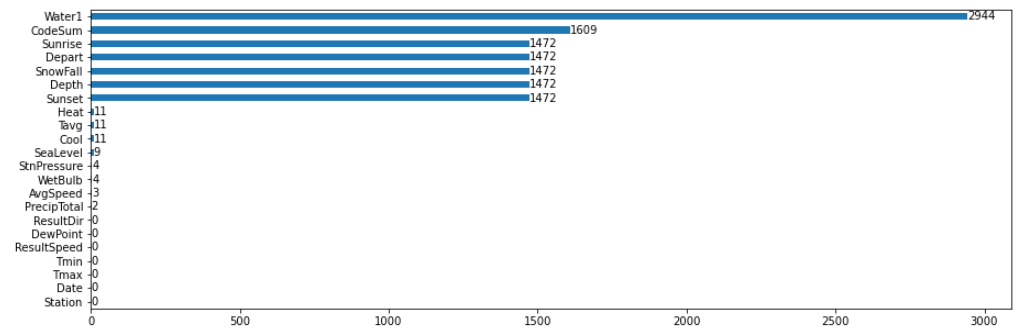 Water1 2944
CodeSum 1609
Sunrise 1472
Depart 1472
SnowFall 1472
Depth 1472
Sunset 1472
Heat 11
Tavg 11
Cool 11
SeaLevel 9
StnPressure 4
WetBulb 4
AvgSpeed 3
PrecipTotal 2
ResultDir 0
DewPoint 0
ResultSpeed 0
Tmin 0
Tmax 0
Date 0
Station 0
0 500 1000 1500 2000 2500 3000